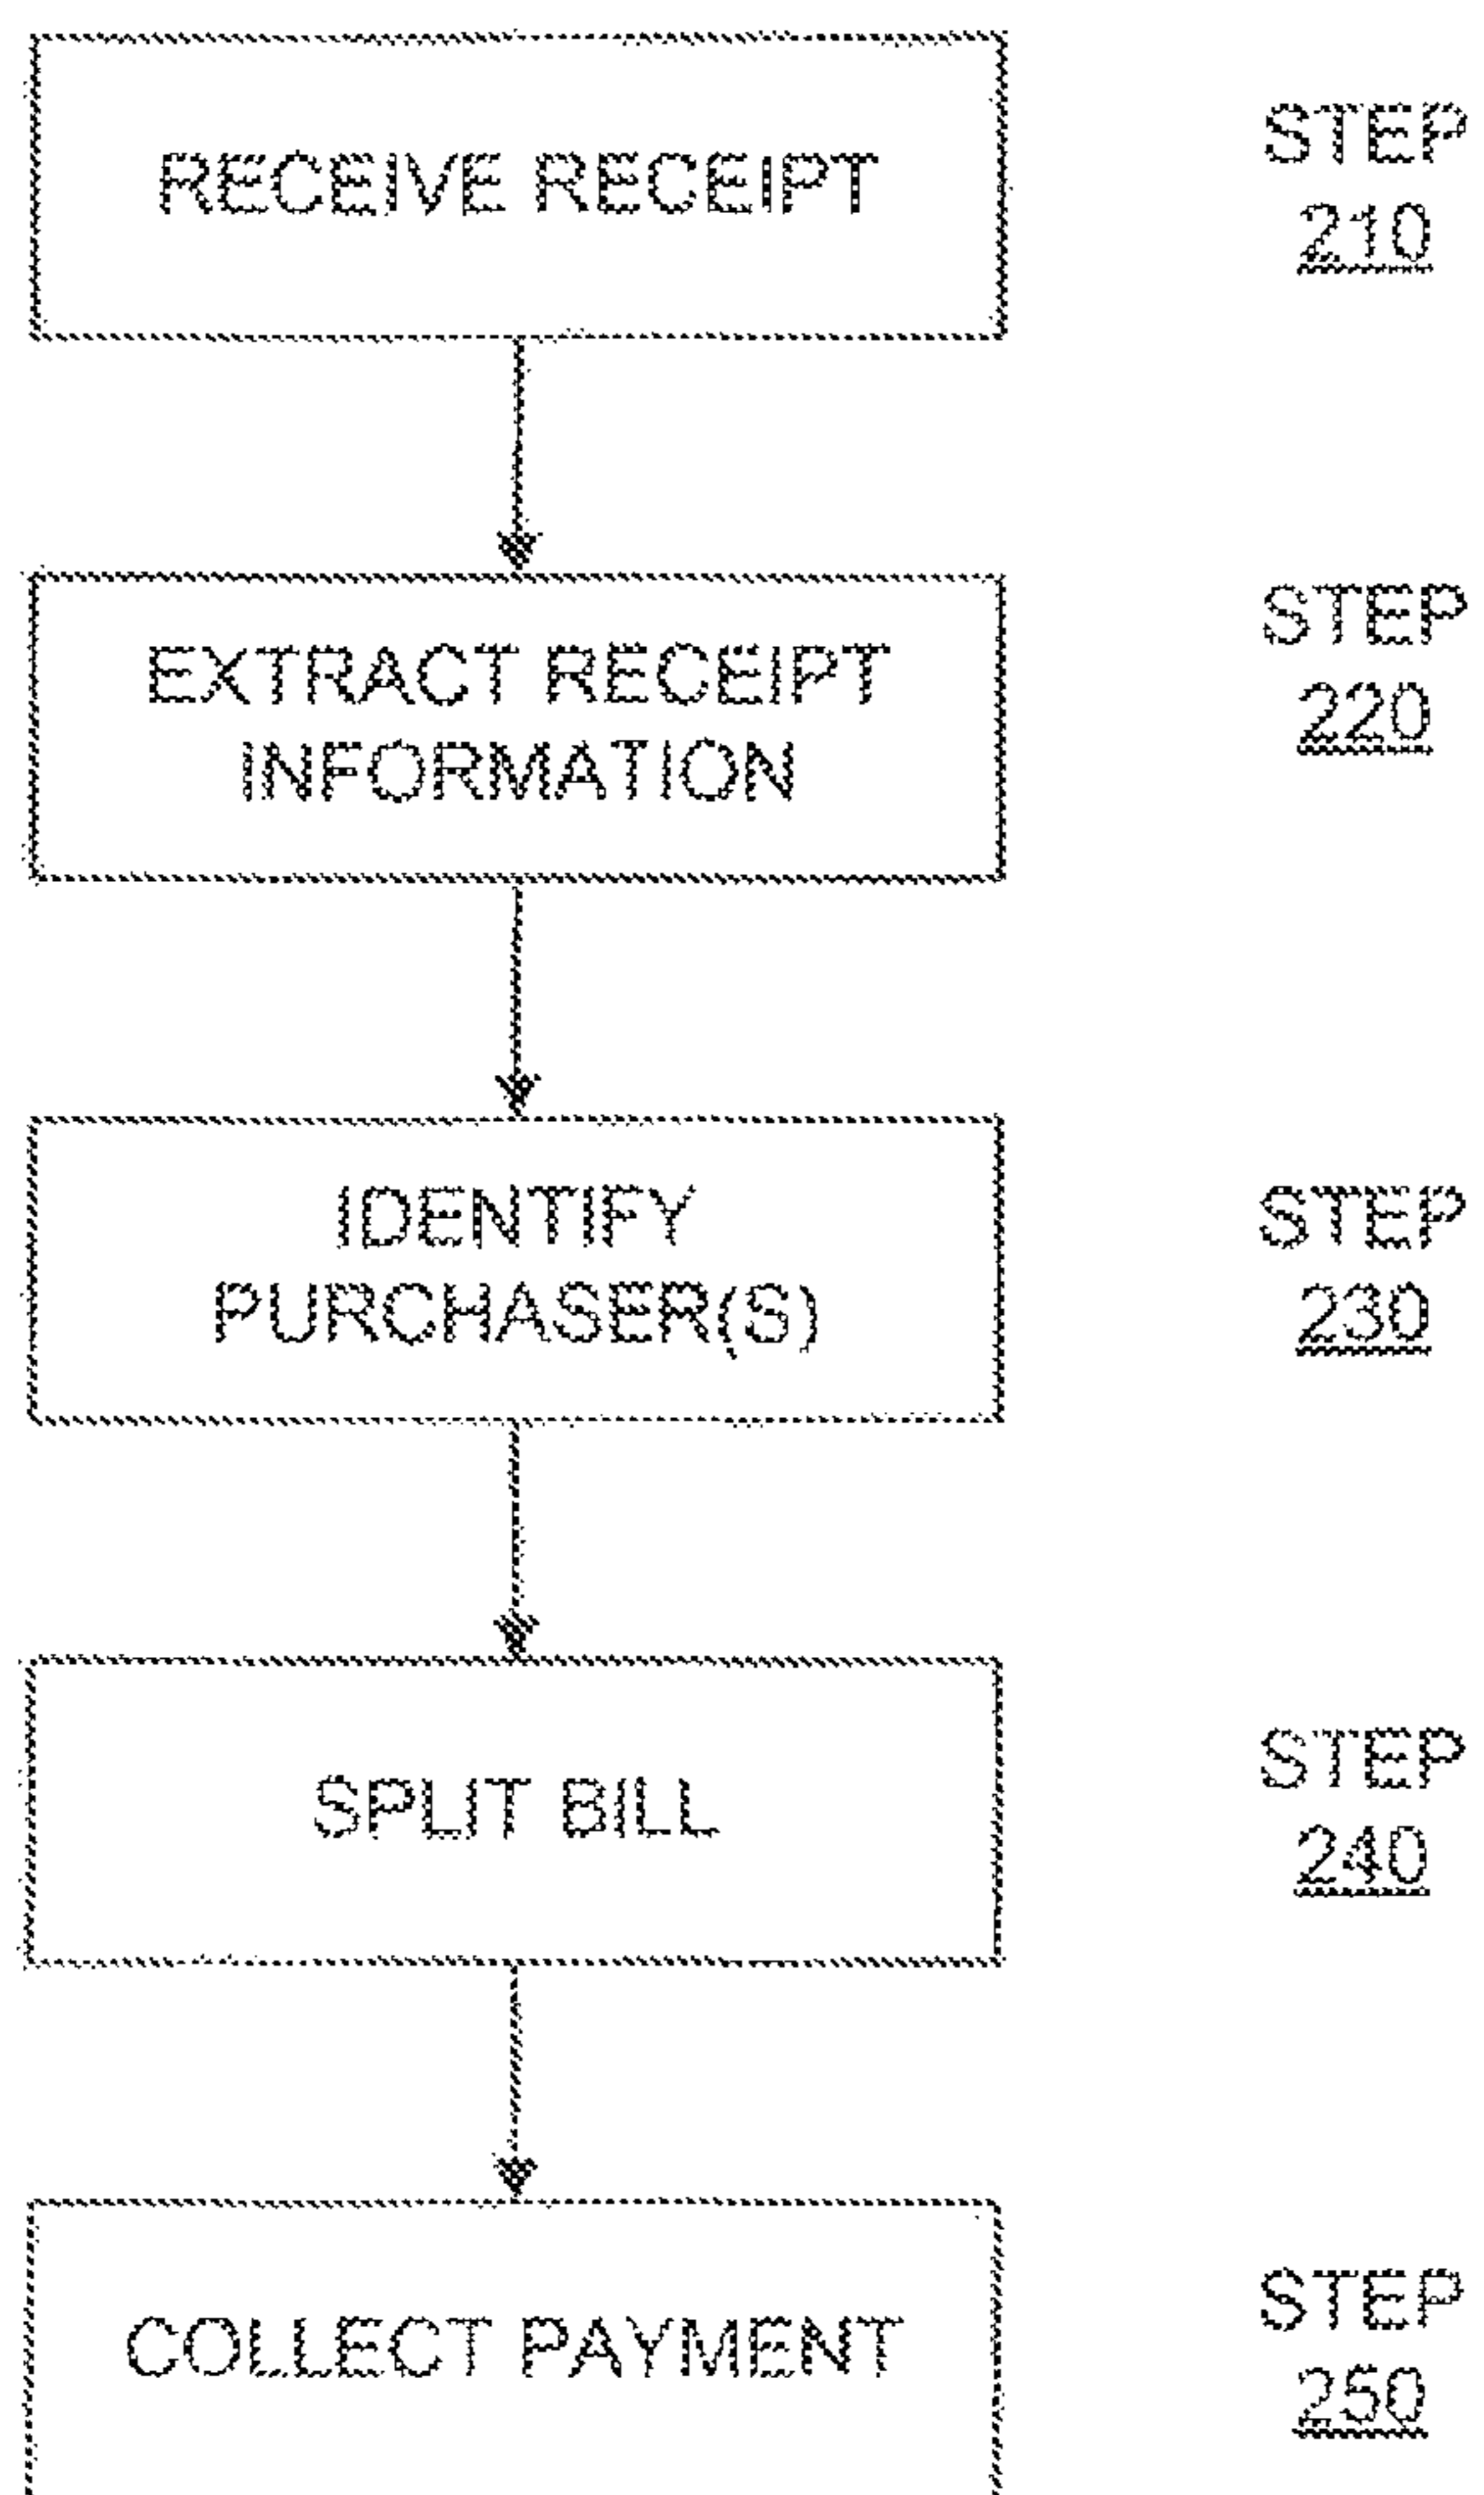 RECEIVE RECEIPT
STEP
210
EXTRACT RECEIPT
INFORMATION
STEP
220
IDENTIFY
PURCHASER(S)
STEP
230
SPLIT BILL
STEP
240
COLLECT PAYMENT
STEP
250